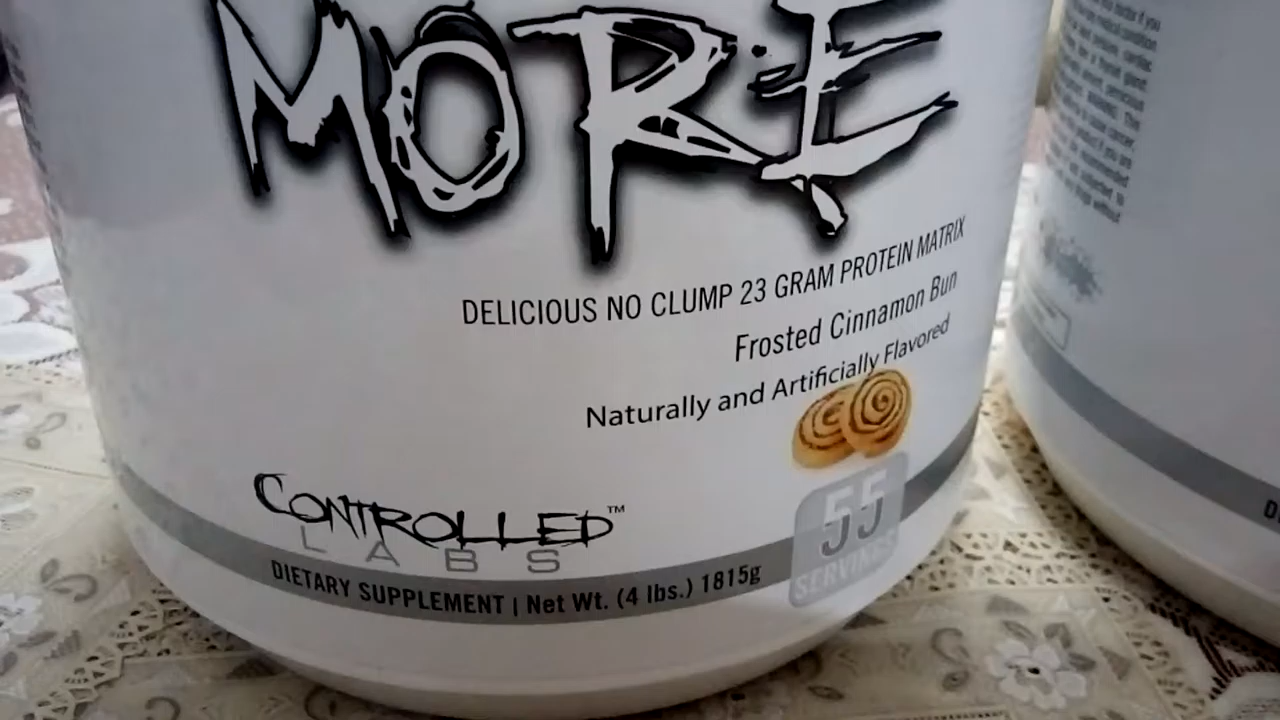 MORE
DELICIOUS NO CLUMP 23 GRAM PROTEIN MATRIX
Frosted Cinnamon Bun
Naturally and Artificially Flavored
55
SERVINGS
CONTROLLED™
LABS
DIETARY SUPPLEMENT | Net Wt. (4 lbs.) 1815g